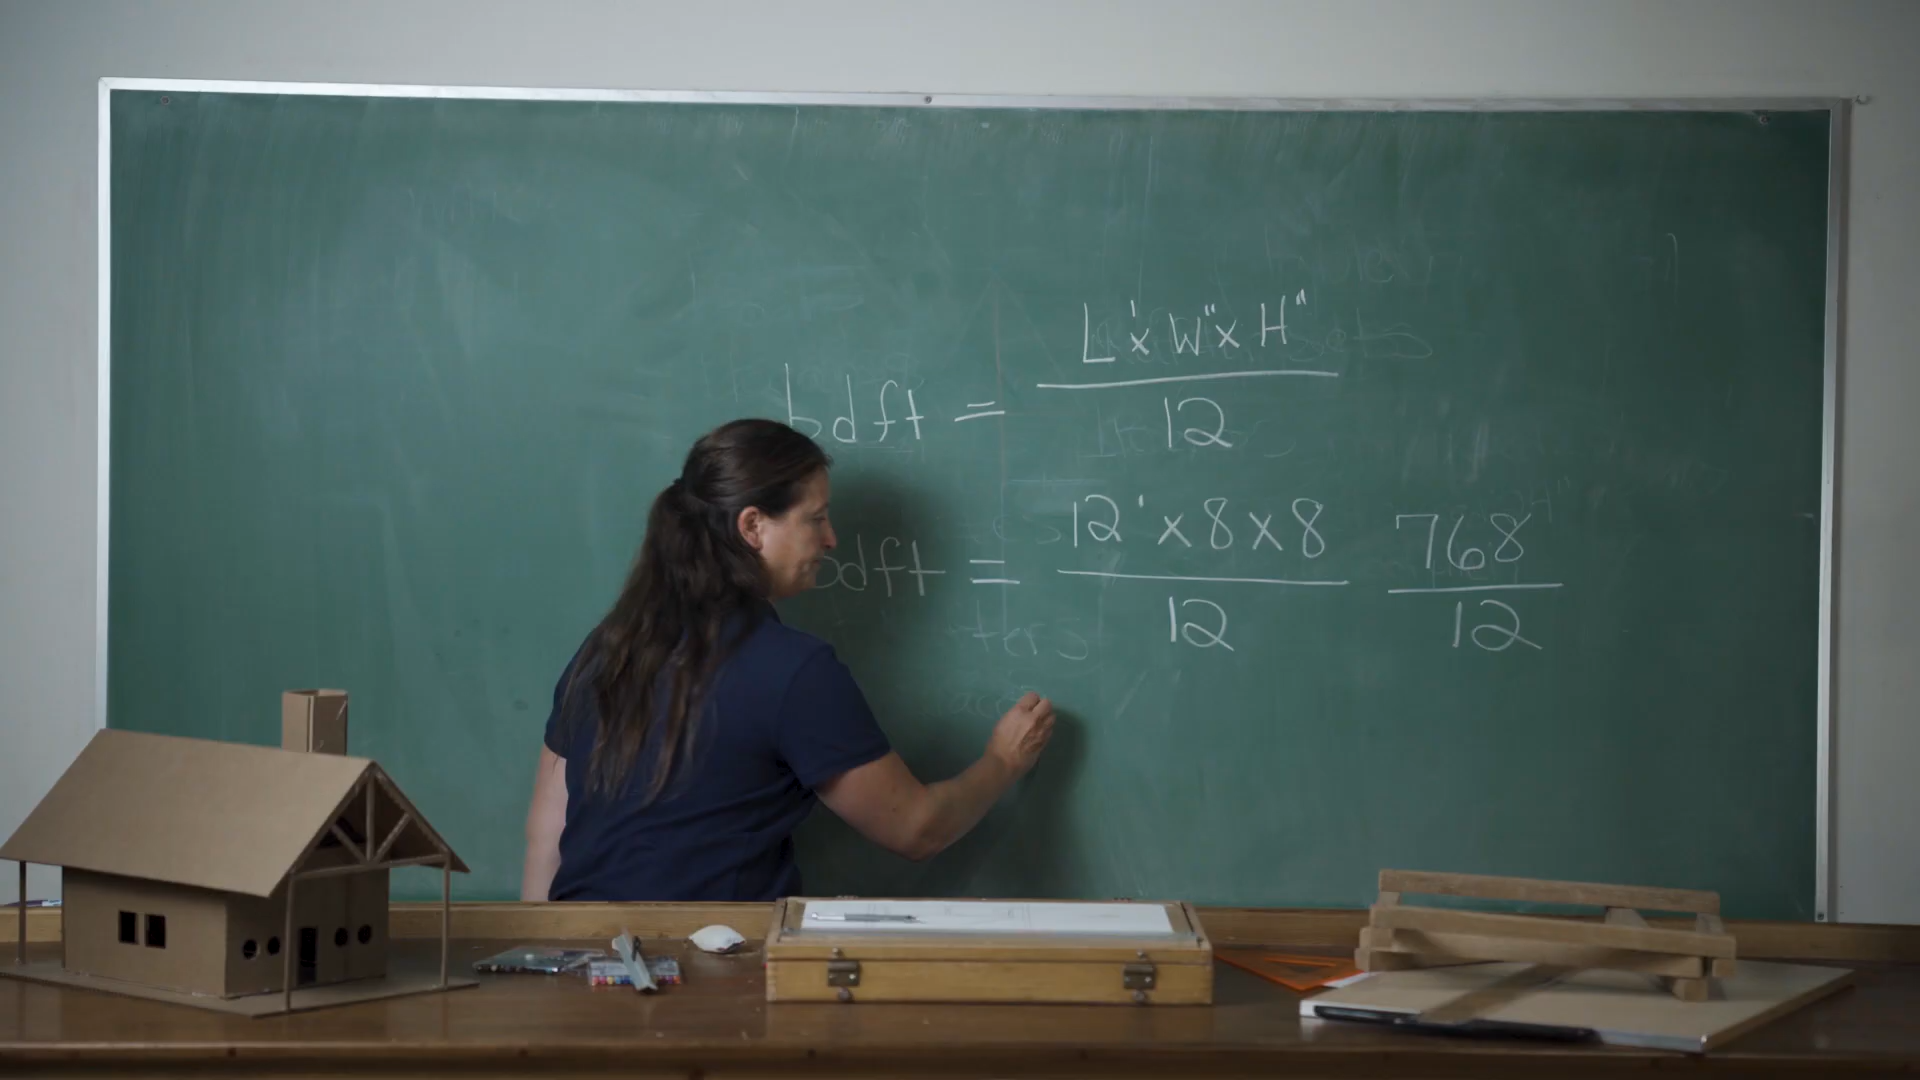 L' x W" x H"
bdft = 
12
12' x 8 x 8 768
bdft =
12 12